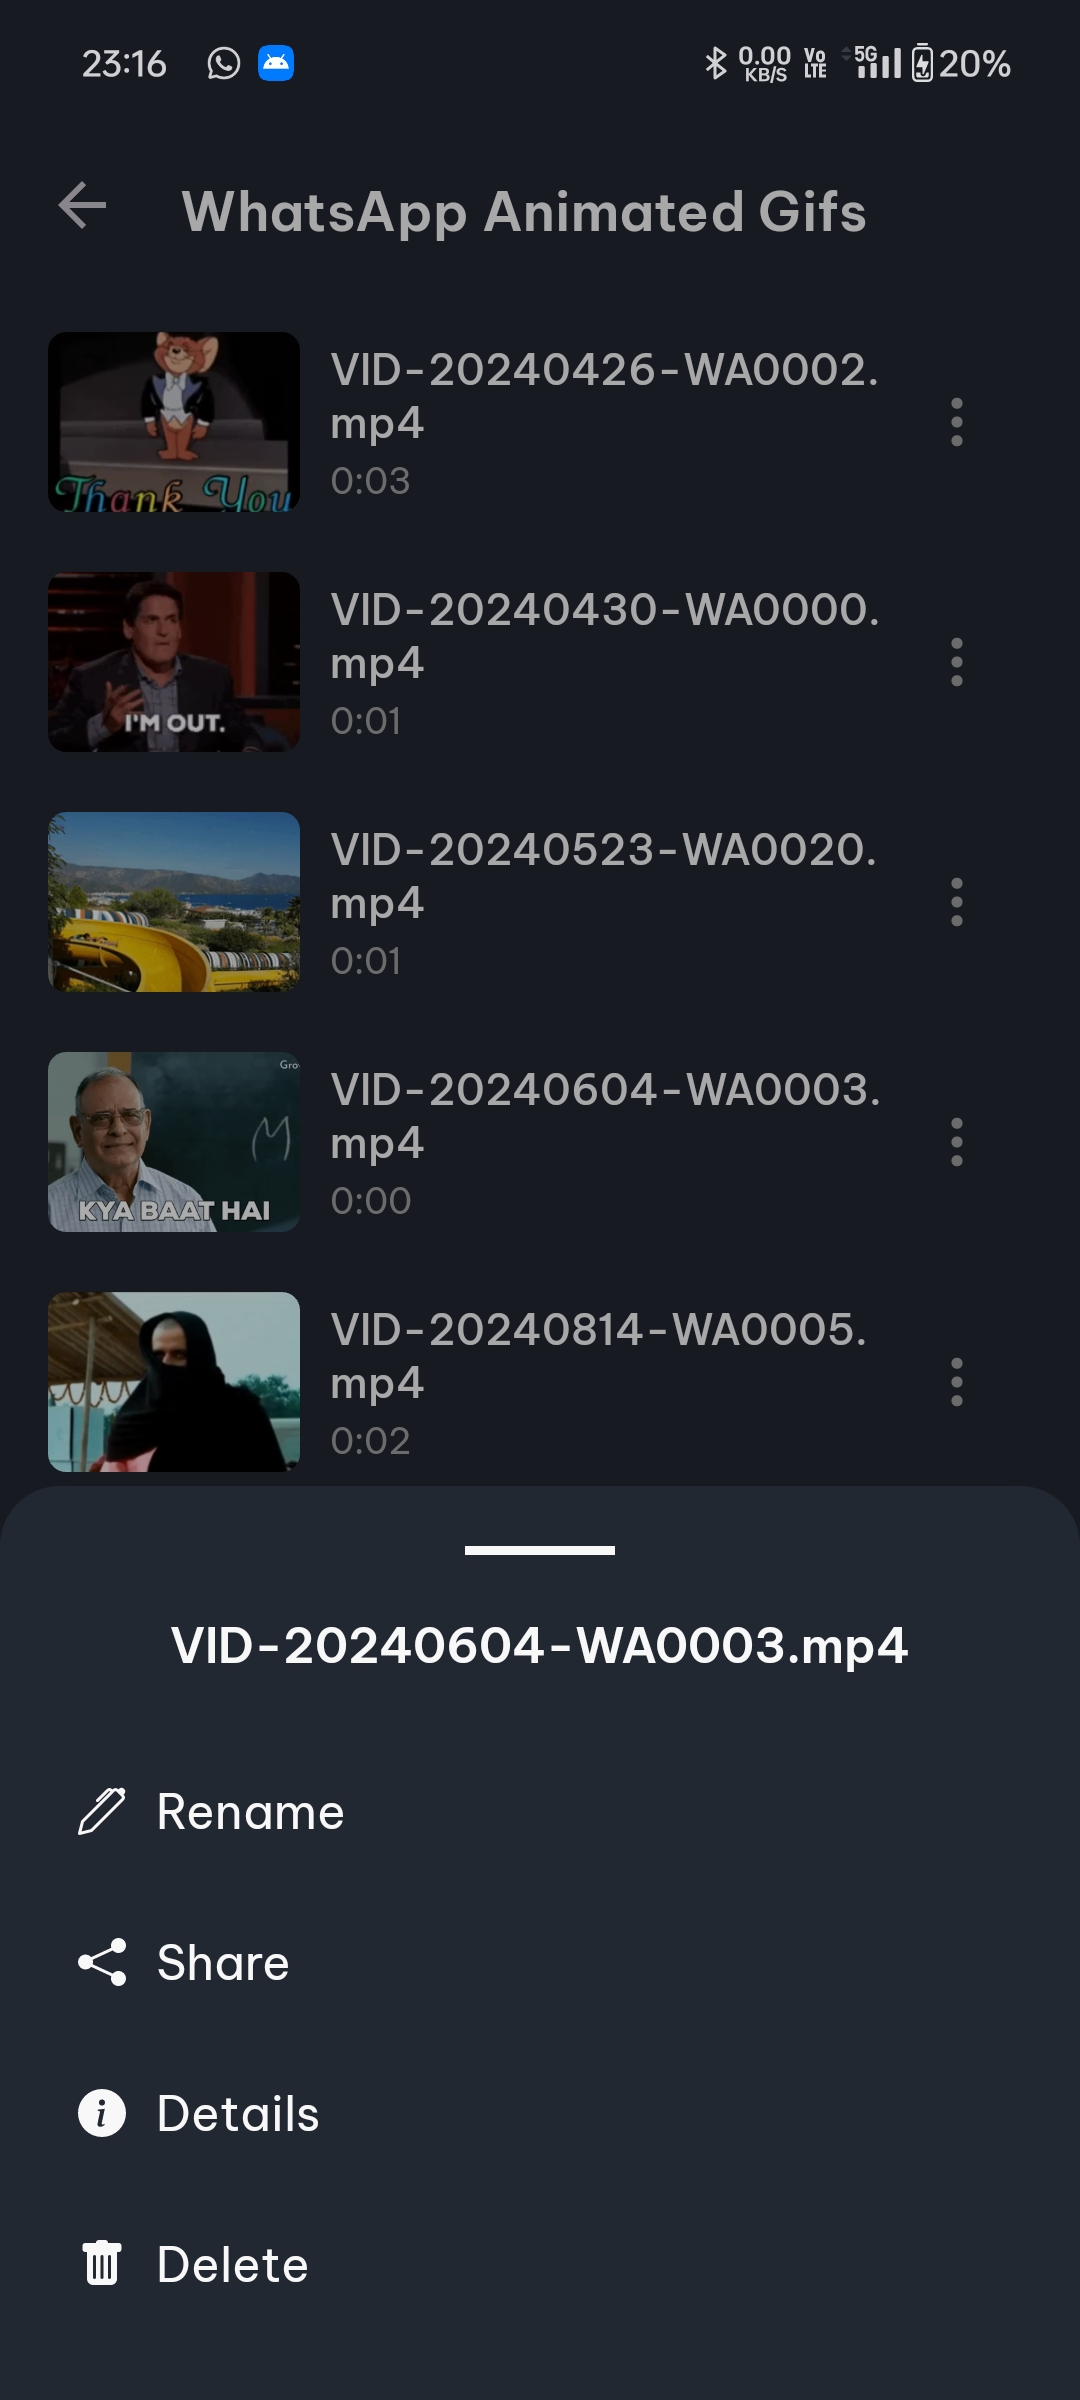 23:16
0.00
KB/S
Vo
LTE
5G
20%
WhatsApp Animated Gifs
Thank You
VID-20240426-WA0002.
mp4
0:03
I'M OUT.
VID-20240430-WA0000.
mp4
0:01
VID-20240523-WA0020.
mp4
0:01
Gro
KYA BAAT HAI
VID-20240604-WA0003.
mp4
0:00
VID-20240814-WA0005.
mp4
0:02
VID-20240604-WA0003.mp4
Rename
Share
Details
Delete